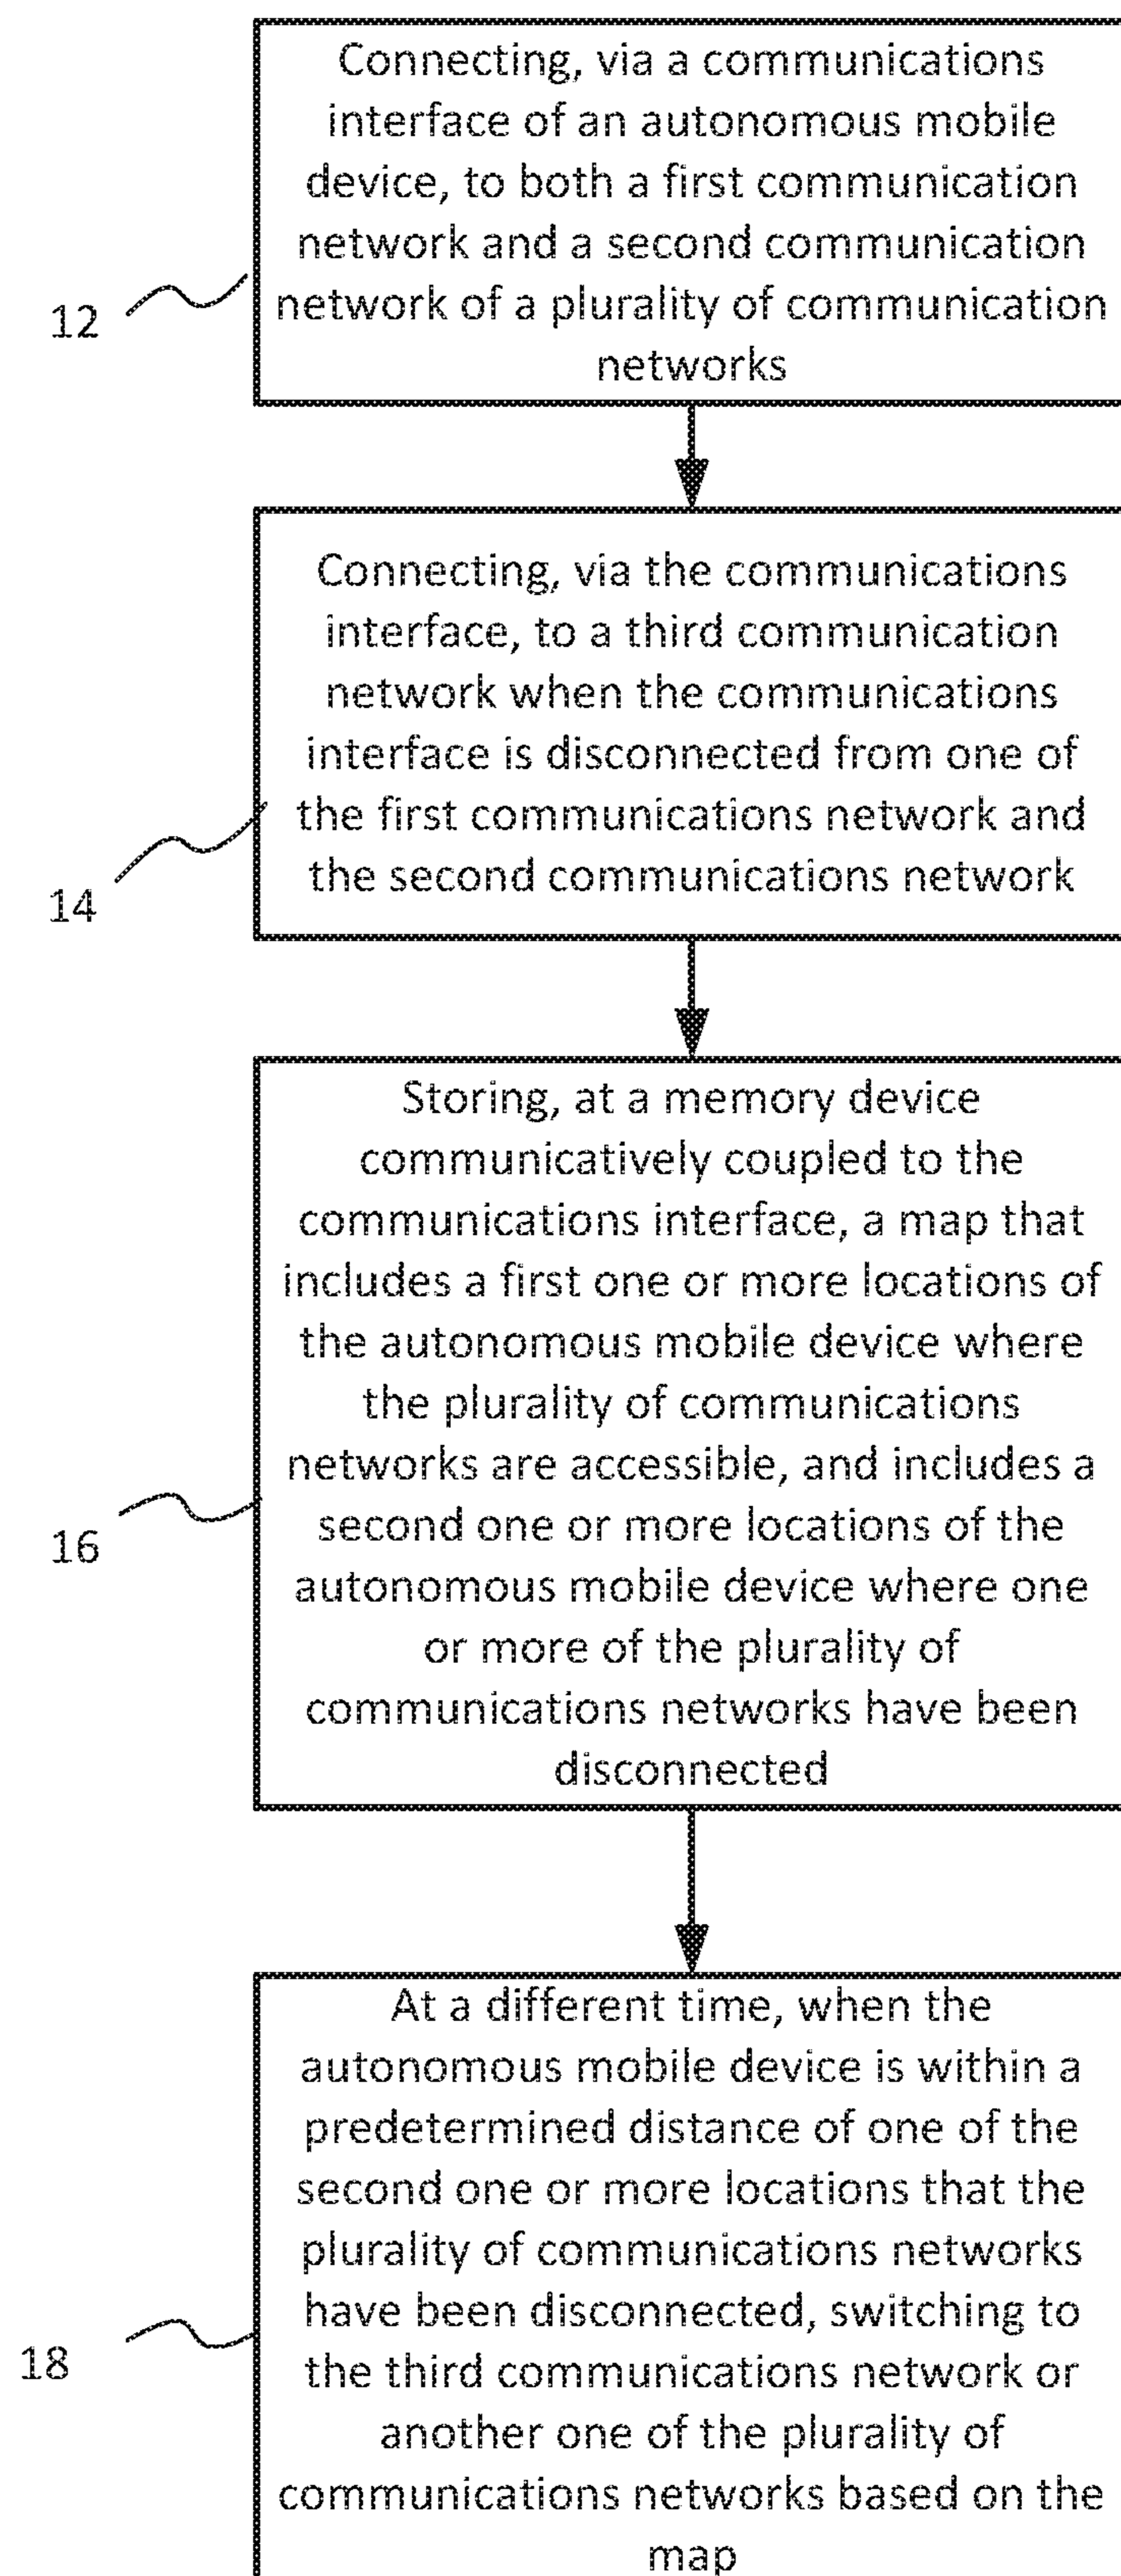 Connecting, via a communications
interface of an autonomous mobile
device, to both a first communication
network and a second communication
network of a plurality of communication
networks
12
Connecting, via the communications
interface, to a third communication
network when the communications
interface is disconnected from one of
the first communications network and
the second communications network
14
Storing, at a memory device
communicatively coupled to the
communications interface, a map that
includes a first one or more locations of
the autonomous mobile device where
the plurality of communications
networks are accessible, and includes a
second one or more locations of the
autonomous mobile device where one
or more of the plurality of
communications networks have been
disconnected
16
At a different time, when the
autonomous mobile device is within a
predetermined distance of one of the
second one or more locations that the
plurality of communications networks
have been disconnected, switching to
the third communications network or
another one of the plurality of
communications networks based on the
map
18